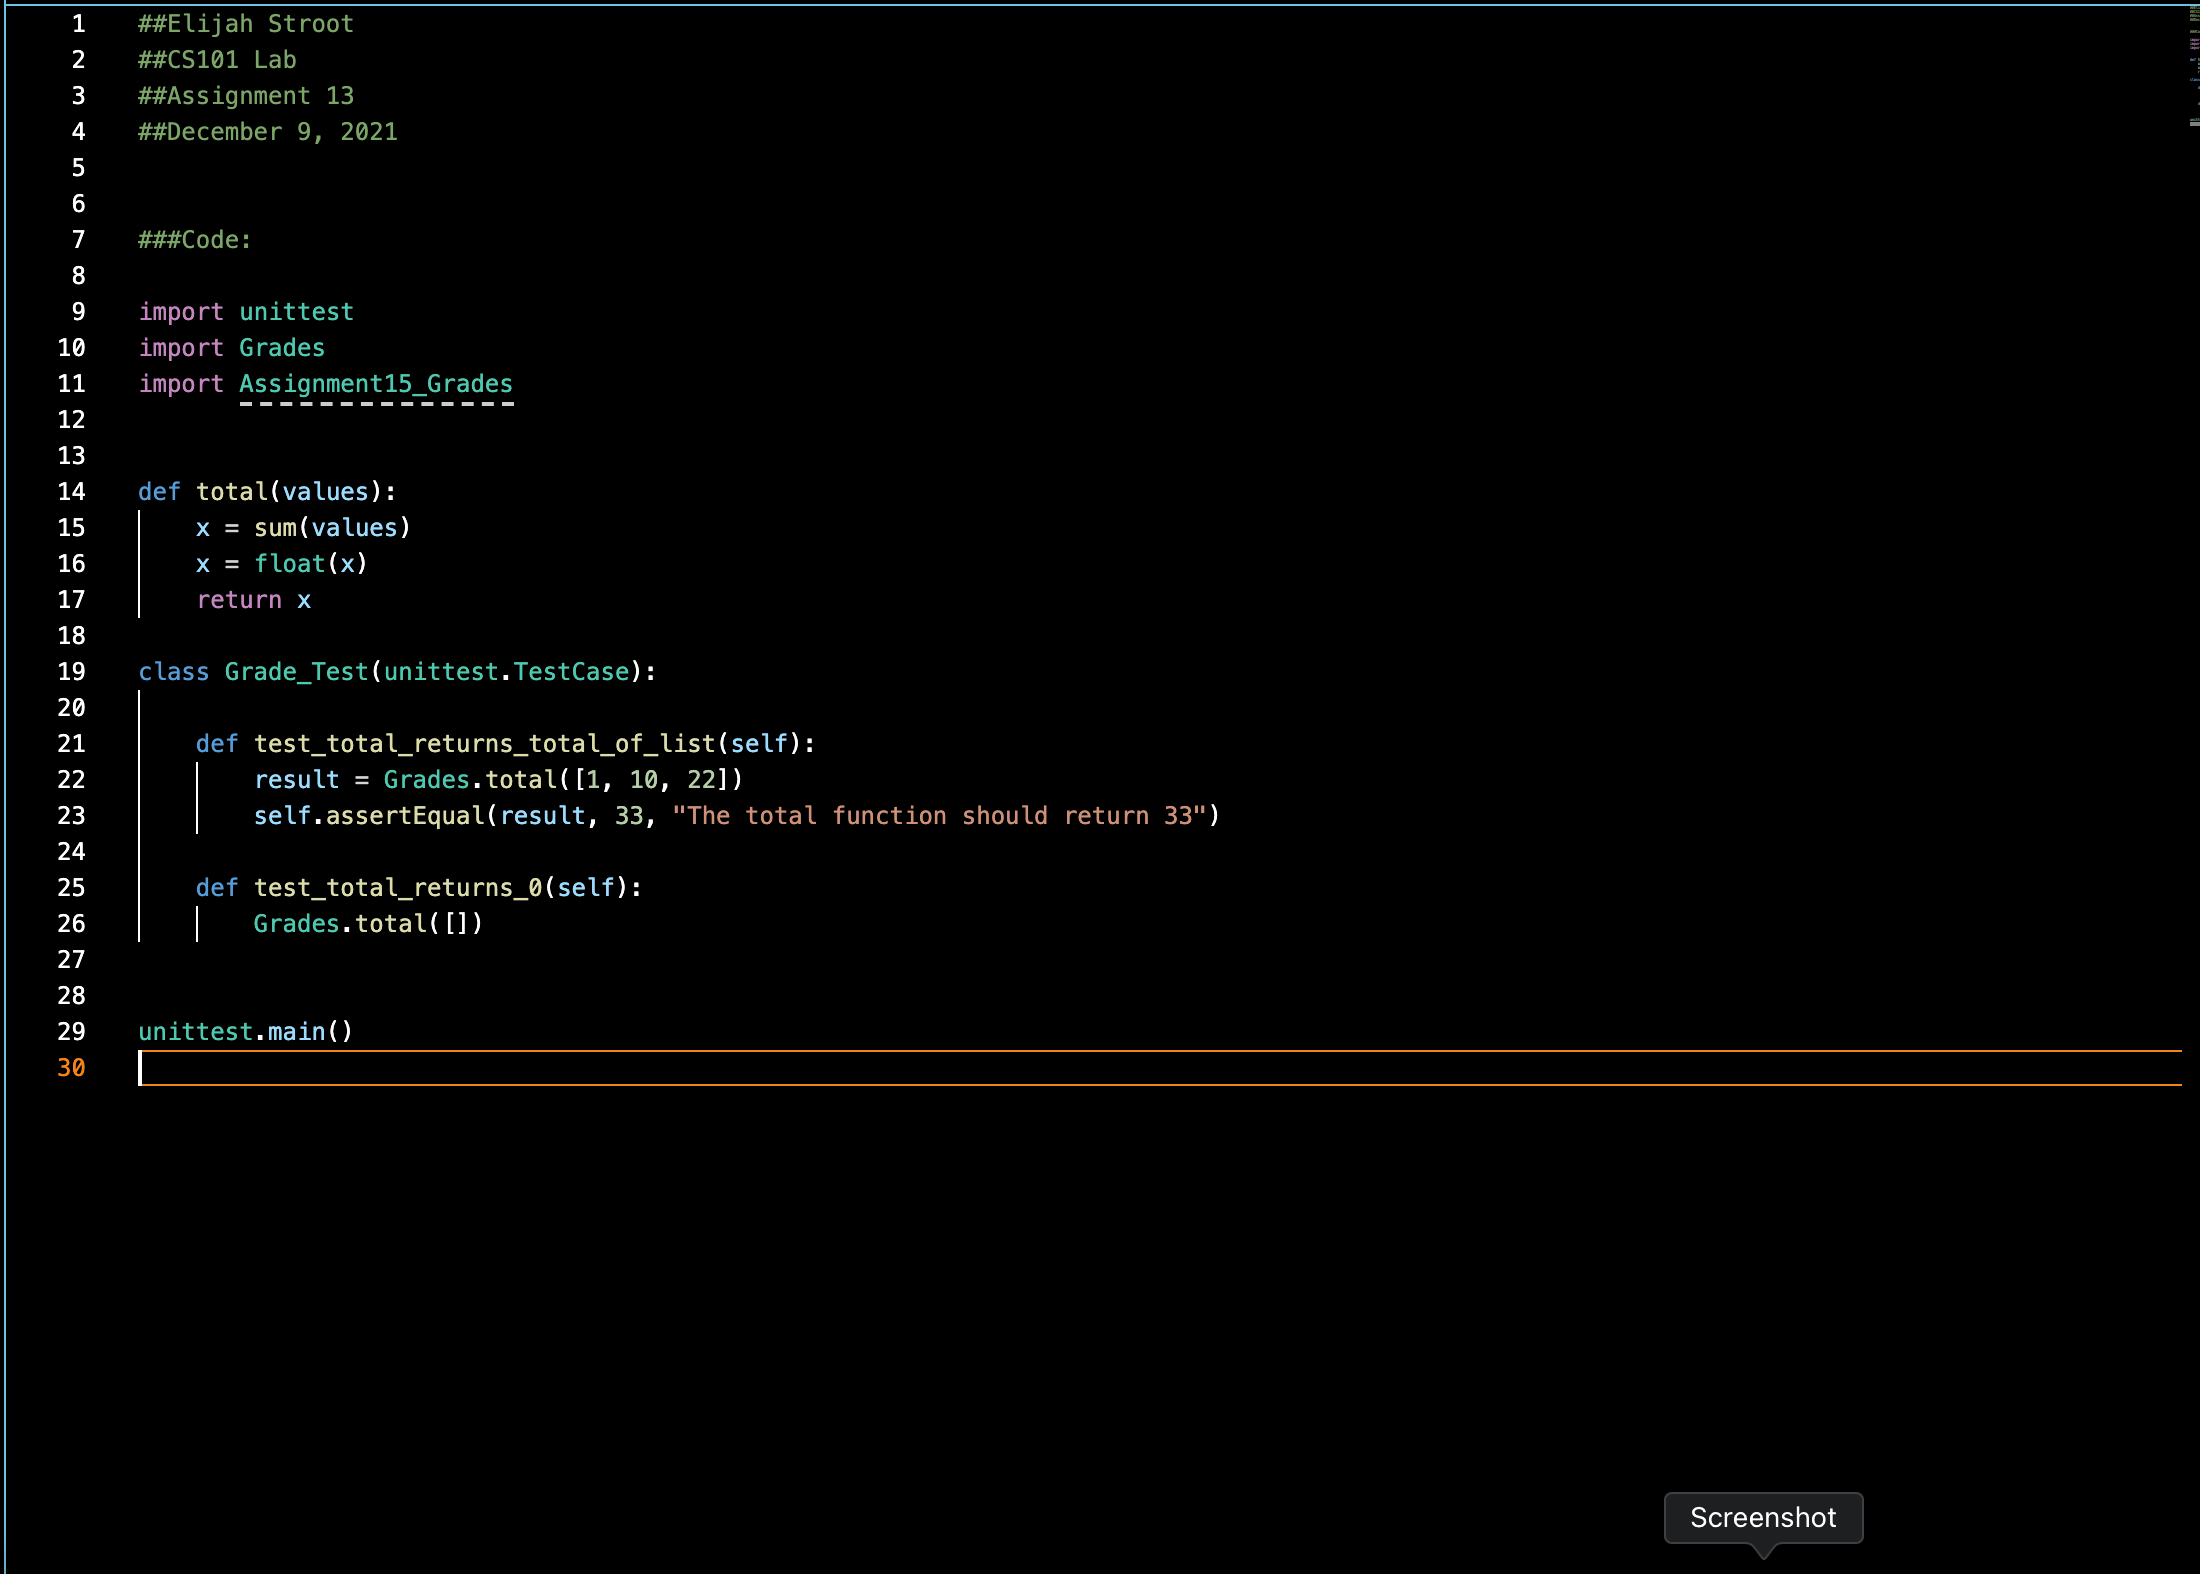 1 ##Elijah Stroot
2 ##CS101 Lab
3 ##Assignment 13
4 ##December 9, 2021
5
6
7 ###Code:
8
9 import unittest
10 import Grades
11 import Assignment15_Grades
12
13
14 def total(values):
15     x = sum(values)
16     x = float(x)
17     return x
18
19 class Grade_Test(unittest.TestCase):
20
21     def test_total_returns_total_of_list(self):
22         result = Grades.total([1, 10, 22])
23         self.assertEqual(result, 33, "The total function should return 33")
24
25     def test_total_returns_0(self):
26         Grades.total([])
27
28
29 unittest.main()
30
Screenshot